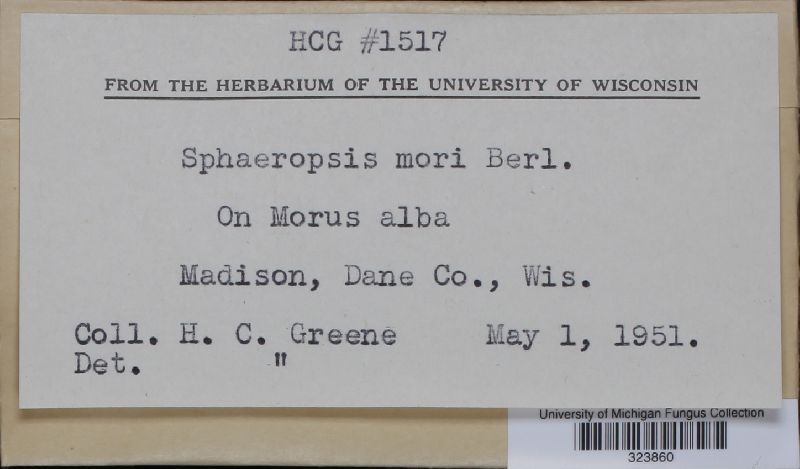 HCG #1517
FROM THE HERBARIUM OF THE UNIVERSITY OF WISCONSIN
Sphaeropsis mori Berl.
On Morus alba
Madison, Dane Co., Wis.
Coll. H. C. Greene May 1, 1951.
Det. "
University of Michigan Fungus Collection
323860